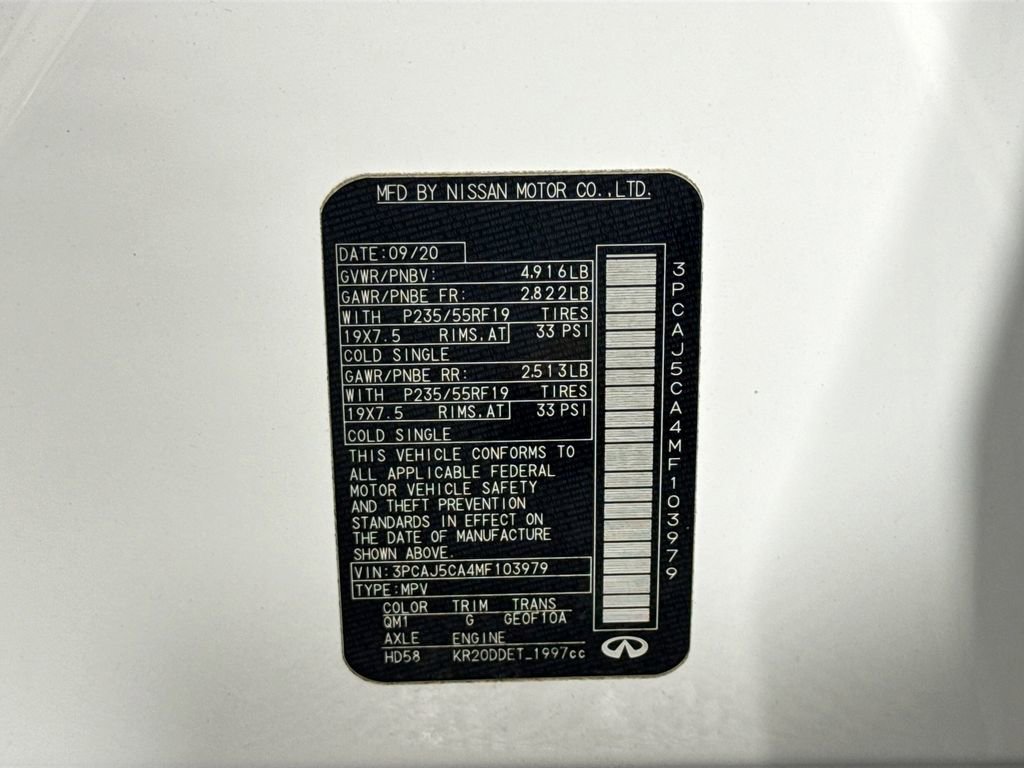 MFD BY NISSAN MOTOR CO.,LTD.
DATE:09/20
GVWR/PNBV: 4,916LB
GAWR/PNBE FR: 2,822LB
WITH P235/55RF19 TIRES
19X7.5 RIMS,AT 33 PSI
COLD SINGLE
GAWR/PNBE RR: 2,513LB
WITH P235/55RF19 TIRES
19X7.5 RIMS,AT 33 PSI
COLD SINGLE
THIS VEHICLE CONFORMS TO
ALL APPLICABLE FEDERAL
MOTOR VEHICLE SAFETY
AND THEFT PREVENTION
STANDARDS IN EFFECT ON
THE DATE OF MANUFACTURE
SHOWN ABOVE.
VIN:3PCAJ5CA4MF103979
TYPE:MPV
COLOR TRIM TRANS
QM1 G GE0F10A
AXLE ENGINE
HD58 KR20DDET_1997cc
3PCAJ5CA4MF103979